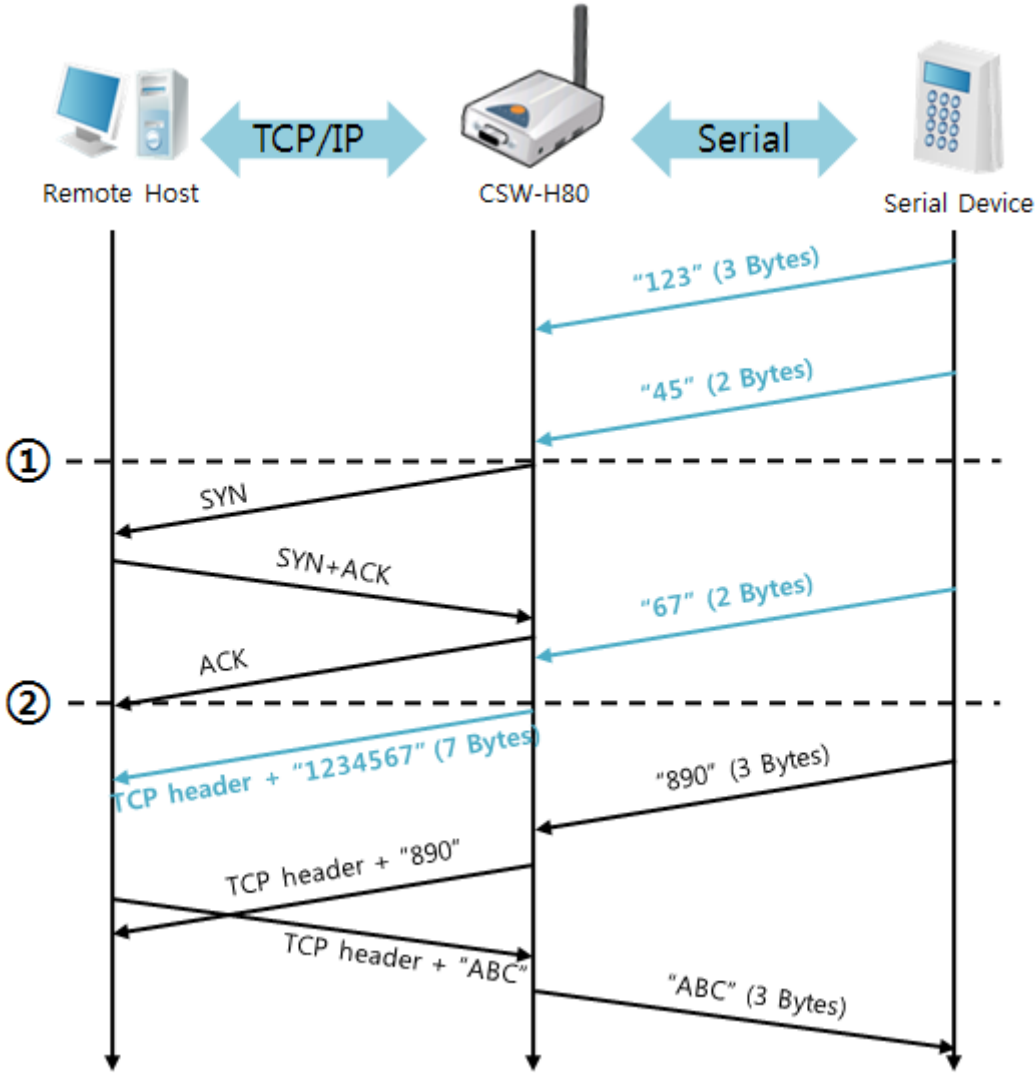 TCP/IP
Serial
Remote Host
CSW-H80
Serial Device
"123" (3 Bytes)
"45" (2 Bytes)
①
SYN
SYN+ACK
"67" (2 Bytes)
ACK
②
TCP header + "1234567" (7 Bytes)
"890" (3 Bytes)
TCP header + "890"
TCP header + "ABC"
"ABC" (3 Bytes)